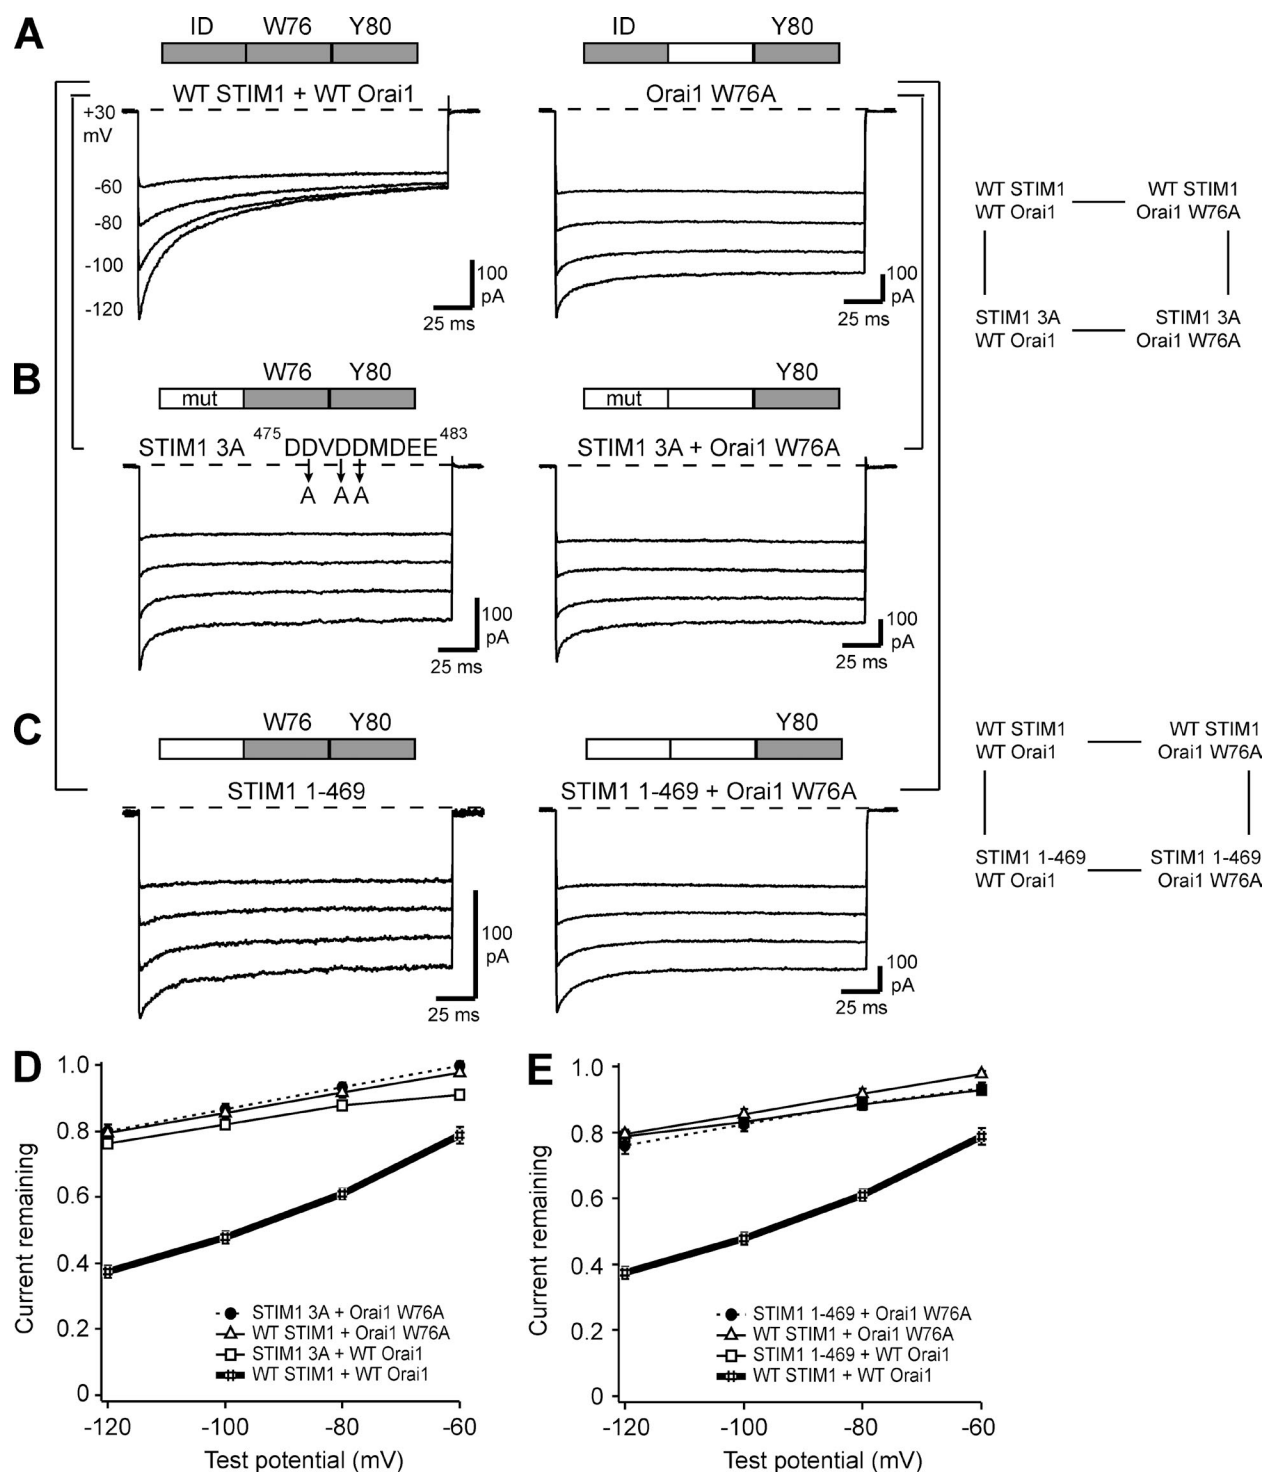 A
ID W76 Y80
WT STIM1 + WT Orai1
+30
mV
-60
-80
-100
-120
100
pA
25 ms
ID Y80
Orai1 W76A
100
pA
25 ms
WT STIM1
WT Orai1
WT STIM1
Orai1 W76A
STIM1 3A
WT Orai1
STIM1 3A
Orai1 W76A
B
W76 Y80
mut
STIM1 3A 475 DDVDDMDEE 483
A A A
100
pA
25 ms
Y80
mut
STIM1 3A + Orai1 W76A
100
pA
25 ms
C
W76 Y80
STIM1 1-469
100
pA
25 ms
Y80
STIM1 1-469 + Orai1 W76A
100
pA
25 ms
WT STIM1
WT Orai1
WT STIM1
Orai1 W76A
STIM1 1-469
WT Orai1
STIM1 1-469
Orai1 W76A
D
Current remaining
1.0
0.8
0.6
0.4
0.2
0
STIM1 3A + Orai1 W76A
WT STIM1 + Orai1 W76A
STIM1 3A + WT Orai1
WT STIM1 + WT Orai1
-120 -100 -80 -60
Test potential (mV)
E
Current remaining
1.0
0.8
0.6
0.4
0.2
0
STIM1 1-469 + Orai1 W76A
WT STIM1 + Orai1 W76A
STIM1 1-469 + WT Orai1
WT STIM1 + WT Orai1
-120 -100 -80 -60
Test potential (mV)